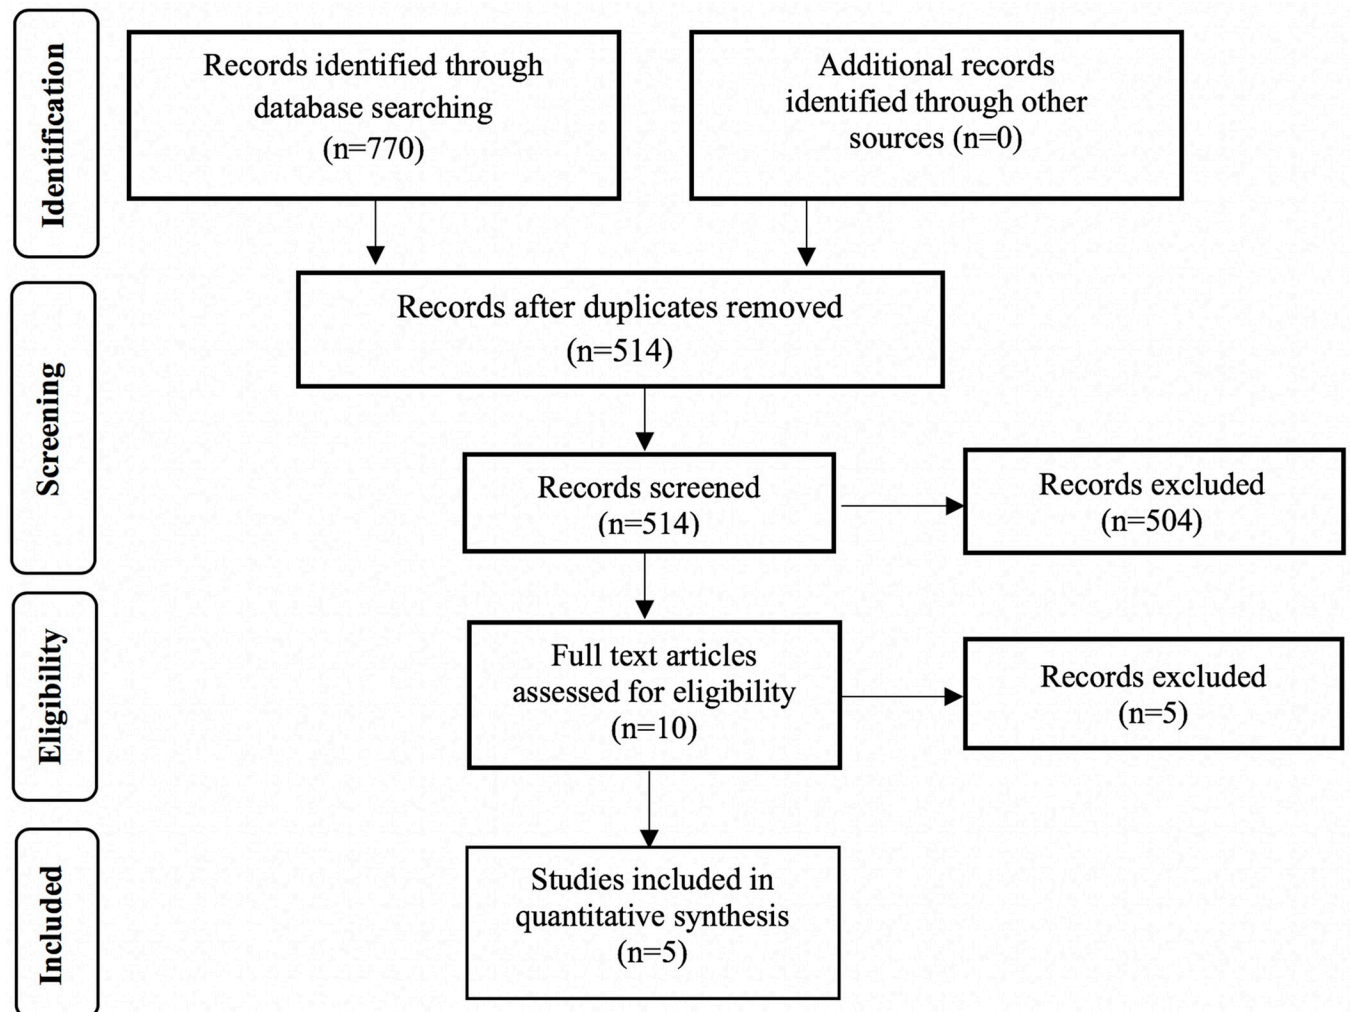 Identification
Records identified through
database searching
(n=770)
Additional records
identified through other
sources (n=0)
Screening
Records after duplicates removed
(n=514)
Records screened
(n=514)
Records excluded
(n=504)
Eligibility
Full text articles
assessed for eligibility
(n=10)
Records excluded
(n=5)
Included
Studies included in
quantitative synthesis
(n=5)